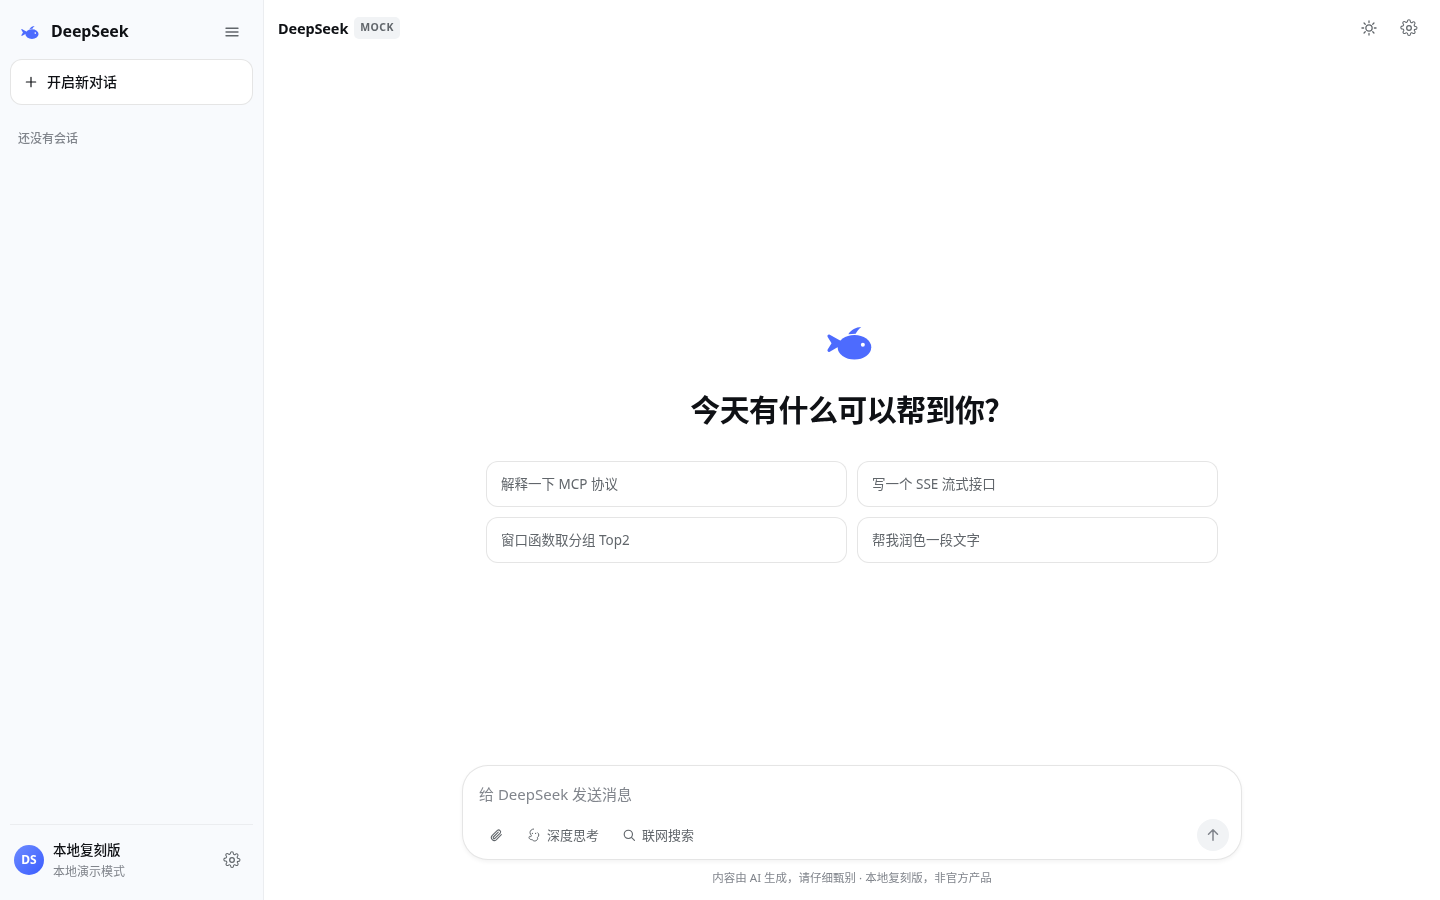 DeepSeek
开启新对话
还没有会话
DS
本地复刻版
本地演示模式
DeepSeek MOCK
今天有什么可以帮到你？
解释一下 MCP 协议
写一个 SSE 流式接口
窗口函数取分组 Top2
帮我润色一段文字
给 DeepSeek 发送消息
深度思考
联网搜索
内容由 AI 生成，请仔细甄别 · 本地复刻版，非官方产品